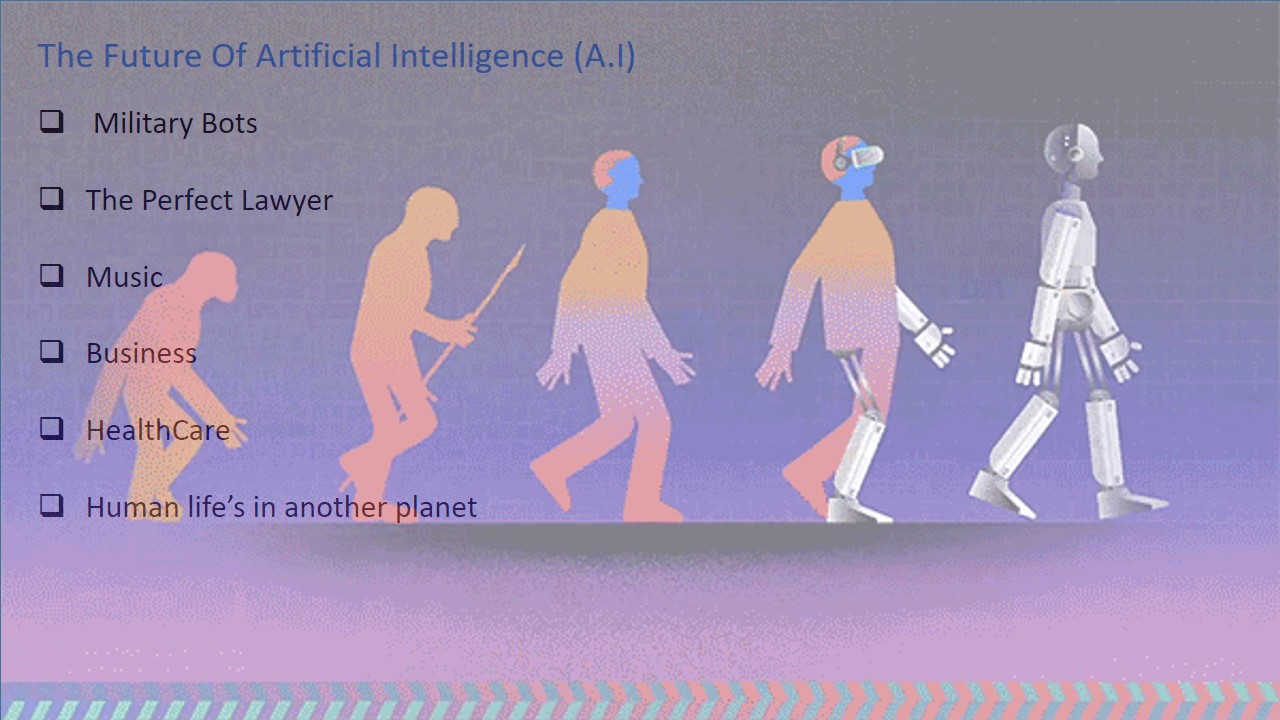 The Future Of Artificial Intelligence (A.I)
Military Bots
The Perfect Lawyer
Music
Business
HealthCare
Human life’s in another planet